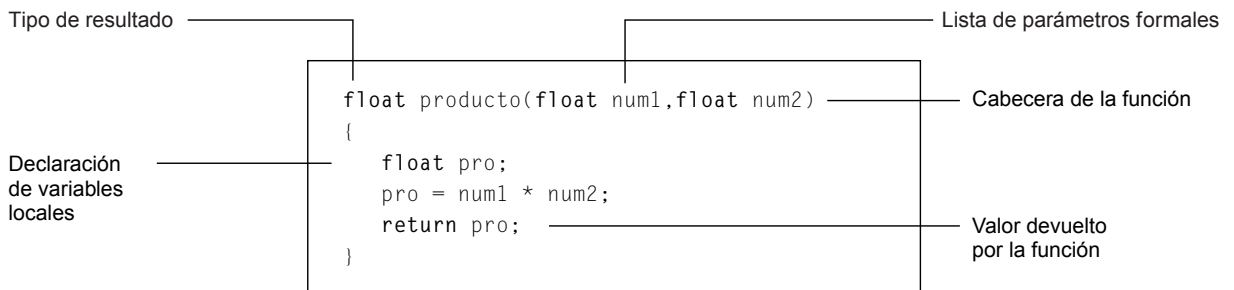 Tipo de resultado
Lista de parámetros formales
float producto(float num1,float num2)
Cabecera de la función
{
Declaración
de variables
locales
float pro;
pro = num1 * num2;
return pro;
Valor devuelto
por la función
}